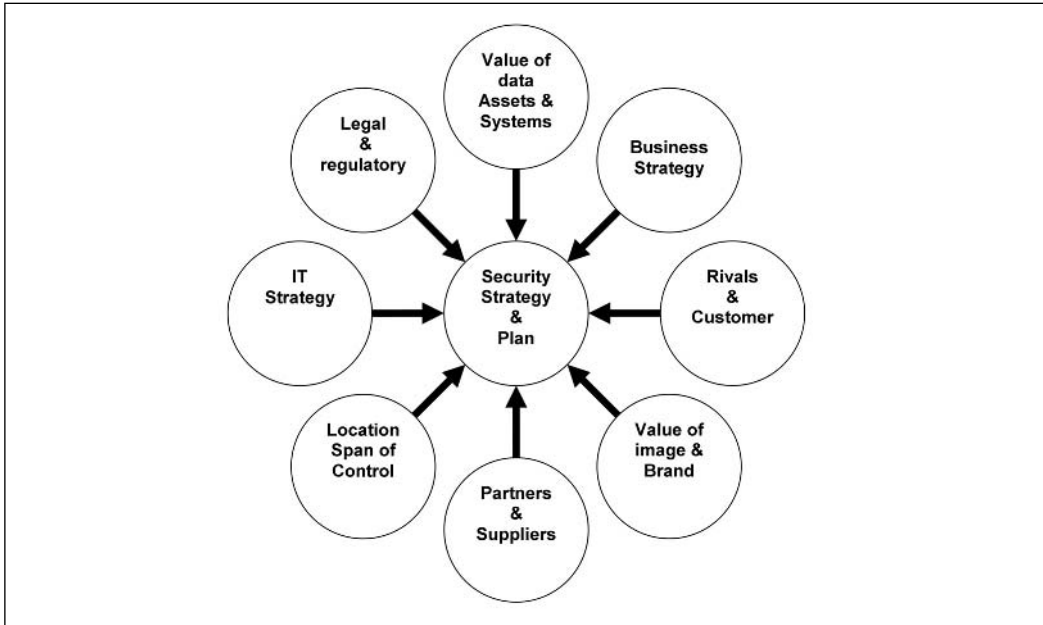 Value of
data
Assets &
Systems
Legal
&
regulatory
Business
Strategy
IT
Strategy
Security
Strategy
&
Plan
Rivals
&
Customer
Location
Span of
Control
Value of
image &
Brand
Partners
&
Suppliers